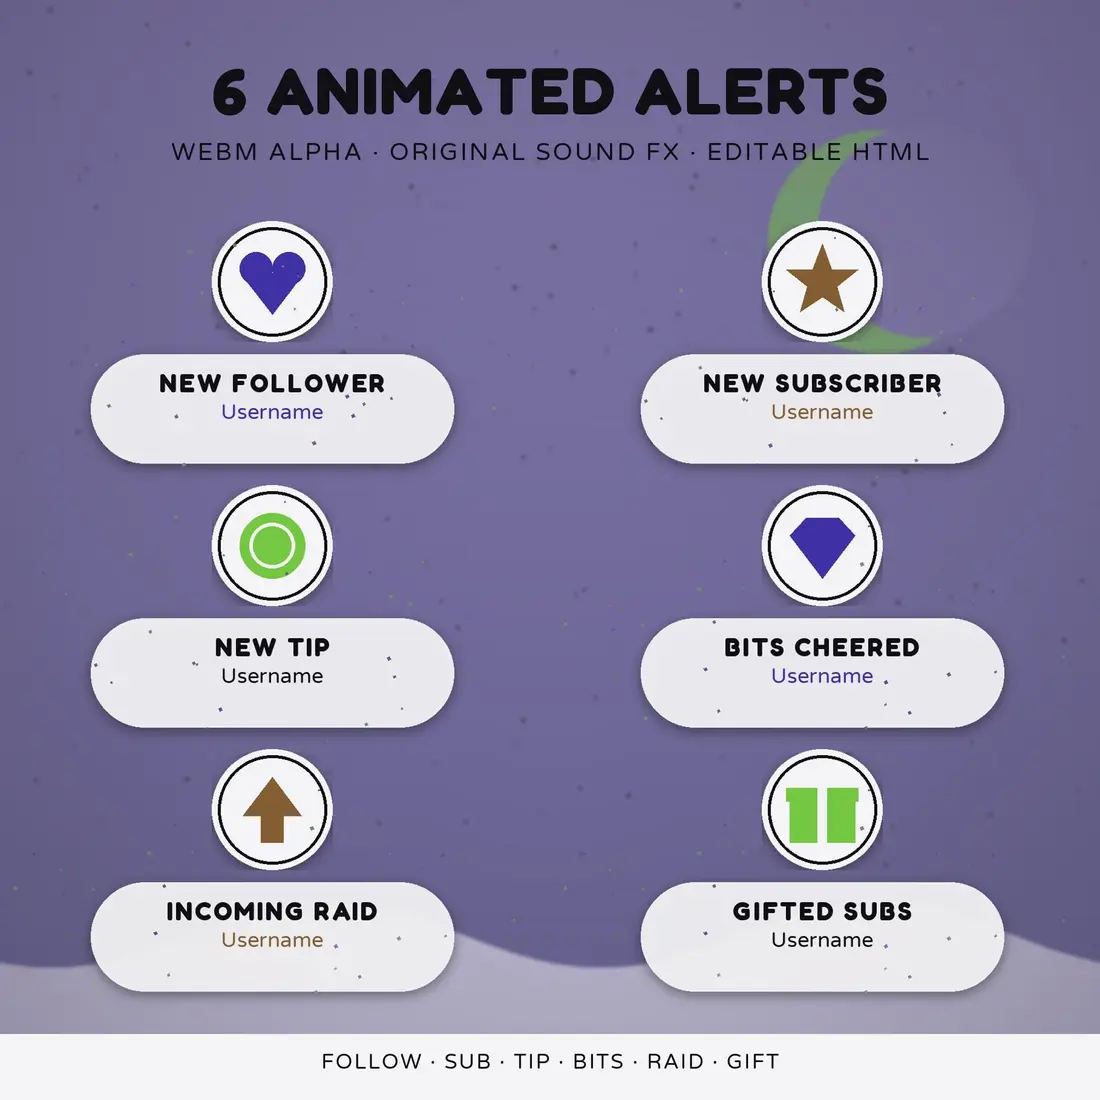 6 ANIMATED ALERTS
WEBM ALPHA · ORIGINAL SOUND FX · EDITABLE HTML
NEW FOLLOWER
Username
NEW SUBSCRIBER
Username
NEW TIP
Username
BITS CHEERED
Username
INCOMING RAID
Username
GIFTED SUBS
Username
FOLLOW · SUB · TIP · BITS · RAID · GIFT